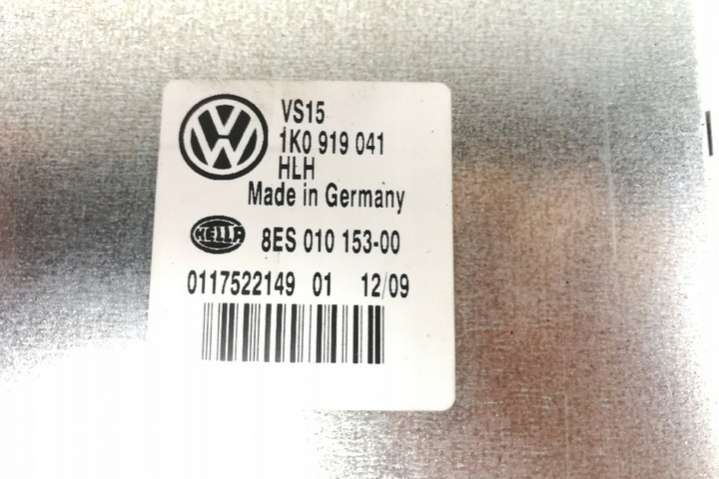 VS15
1K0 919 041
HLH
Made in Germany
HELLA
8ES 010 153-00
0117522149 01 12/09